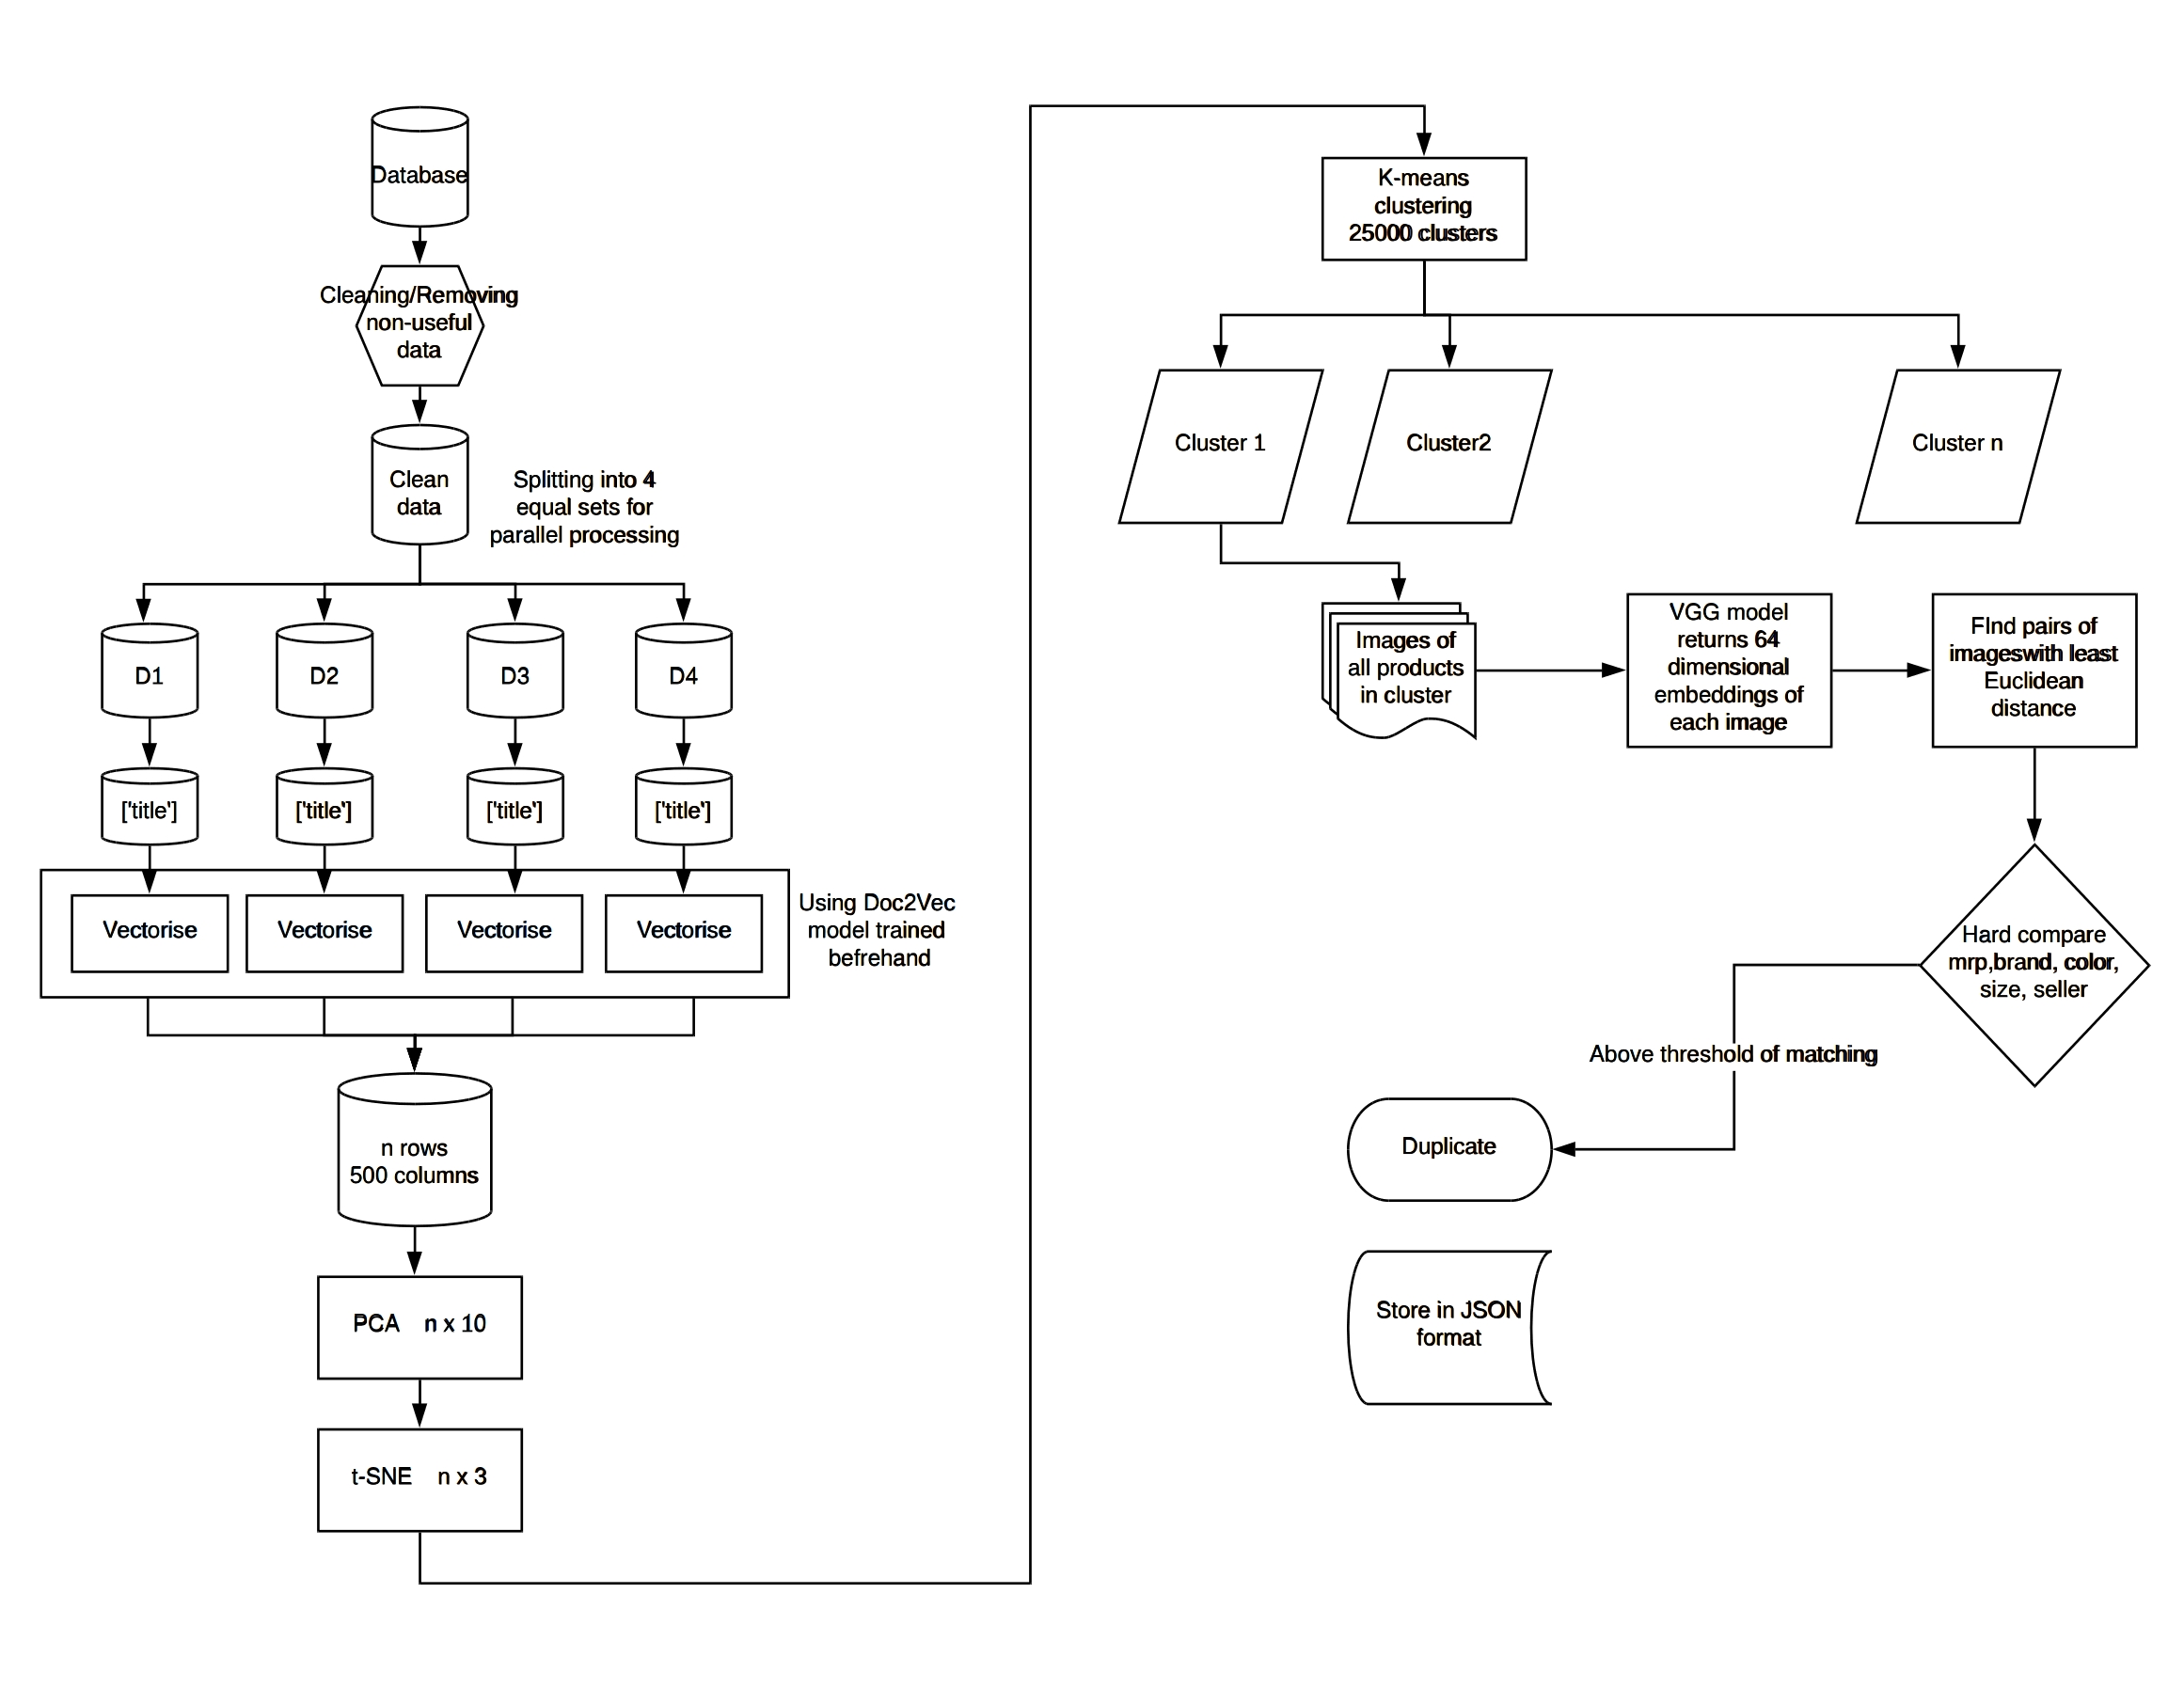 Database
Cleaning/Removing
non-useful
data
Clean
data
Splitting into 4
equal sets for
parallel processing
D1
D2
D3
D4
['title']
['title']
['title']
['title']
Vectorise
Vectorise
Vectorise
Vectorise
Using Doc2Vec
model trained
befrehand
n rows
500 columns
PCA n x 10
t-SNE n x 3
K-means
clustering
25000 clusters
Cluster 1
Cluster2
Cluster n
Images of
all products
in cluster
VGG model
returns 64
dimensional
embeddings of
each image
FInd pairs of
imageswith least
Euclidean
distance
Hard compare
mrp,brand, color,
size, seller
Above threshold of matching
Duplicate
Store in JSON
format